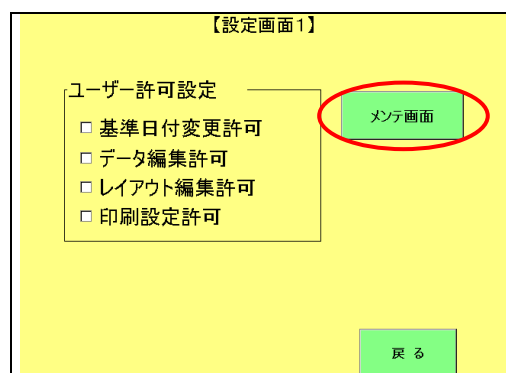 【設定画面1】
ユーザー許可設定
メンテ画面
基準日付変更許可
データ編集許可
レイアウト編集許可
印刷設定許可
戻る